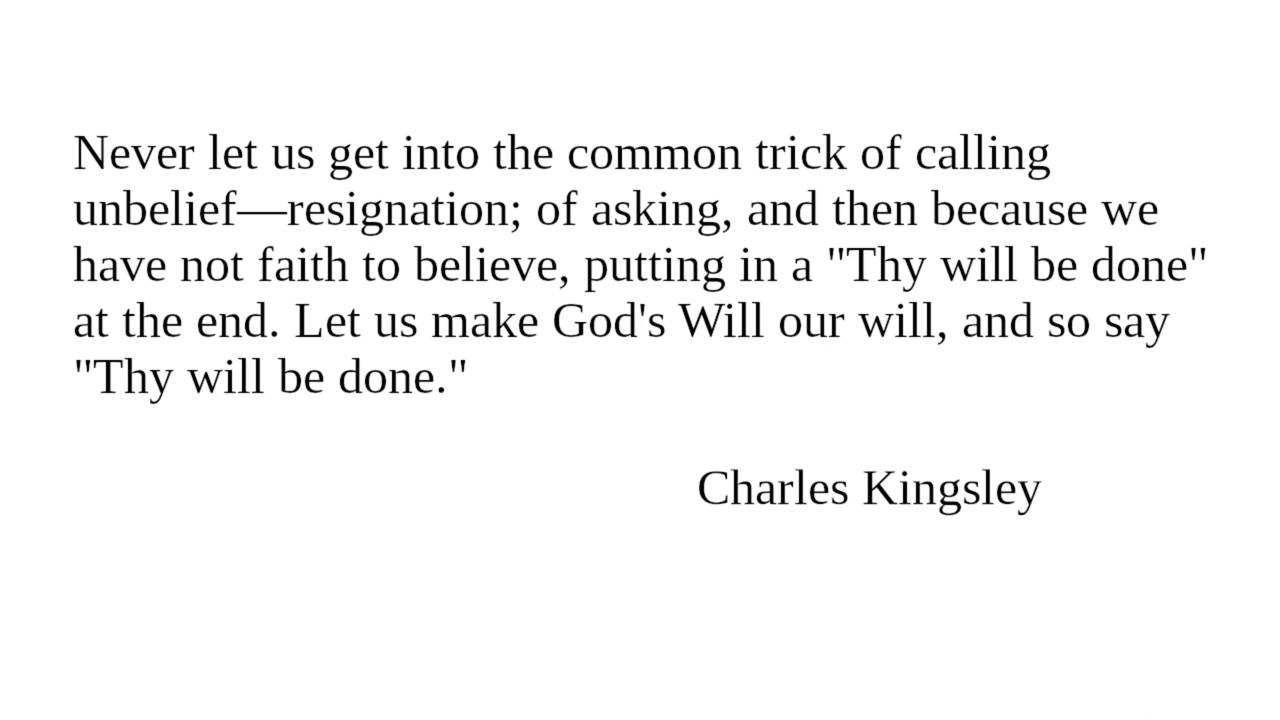 Never let us get into the common trick of calling
unbelief—resignation; of asking, and then because we
have not faith to believe, putting in a "Thy will be done"
at the end. Let us make God's Will our will, and so say
"Thy will be done."
Charles Kingsley